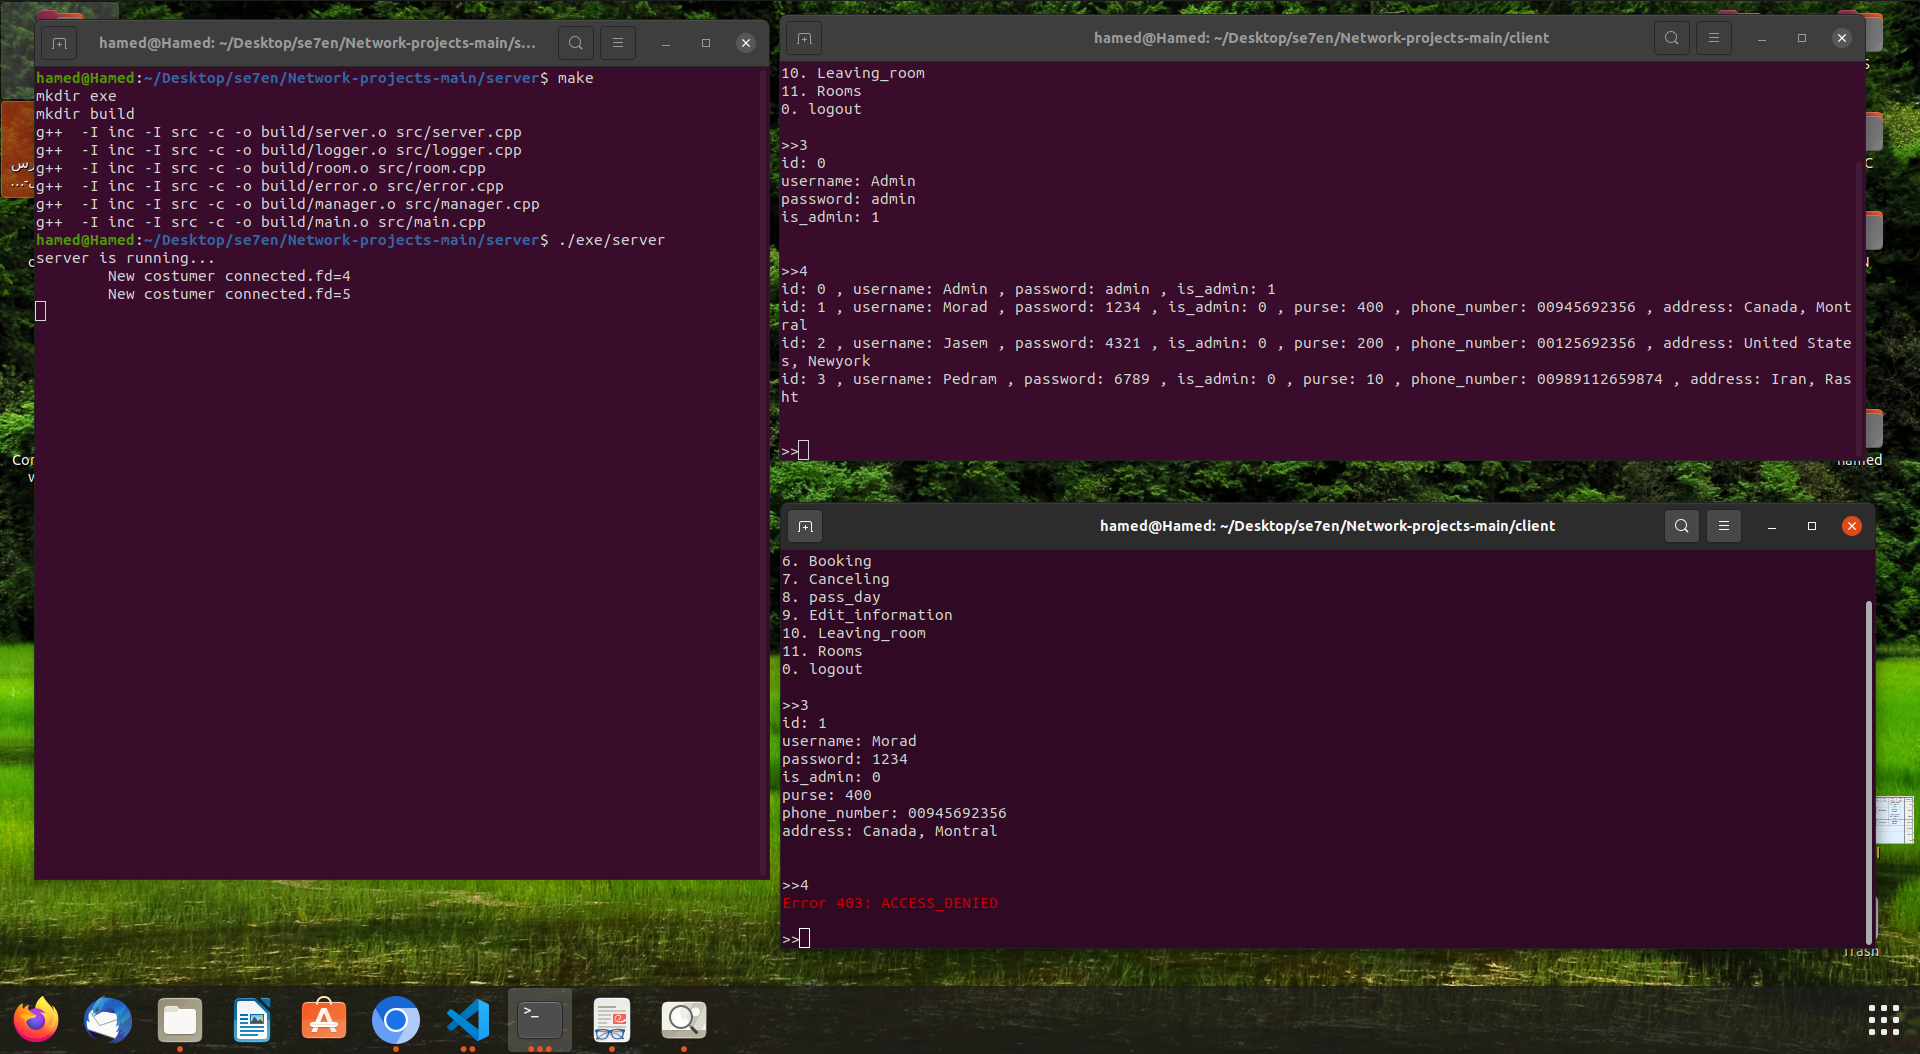 hamed@Hamed: ~/Desktop/se7en/Network-projects-main/s...
hamed@Hamed:~/Desktop/se7en/Network-projects-main/server$ make
mkdir exe
mkdir build
g++  -I inc -I src -c -o build/server.o src/server.cpp
g++  -I inc -I src -c -o build/logger.o src/logger.cpp
g++  -I inc -I src -c -o build/room.o src/room.cpp
g++  -I inc -I src -c -o build/error.o src/error.cpp
g++  -I inc -I src -c -o build/manager.o src/manager.cpp
g++  -I inc -I src -c -o build/main.o src/main.cpp
hamed@Hamed:~/Desktop/se7en/Network-projects-main/server$ ./exe/server
server is running...
New costumer connected.fd=4
New costumer connected.fd=5
hamed@Hamed: ~/Desktop/se7en/Network-projects-main/client
10. Leaving_room
11. Rooms
0. logout
>>3
id: 0
username: Admin
password: admin
is_admin: 1
>>4
id: 0 , username: Admin , password: admin , is_admin: 1
id: 1 , username: Morad , password: 1234 , is_admin: 0 , purse: 400 , phone_number: 00945692356 , address: Canada, Mont
ral
id: 2 , username: Jasem , password: 4321 , is_admin: 0 , purse: 200 , phone_number: 00125692356 , address: United State
s, Newyork
id: 3 , username: Pedram , password: 6789 , is_admin: 0 , purse: 10 , phone_number: 00989112659874 , address: Iran, Ras
ht
>>
hamed
hamed@Hamed: ~/Desktop/se7en/Network-projects-main/client
6. Booking
7. Canceling
8. pass_day
9. Edit_information
10. Leaving_room
11. Rooms
0. logout
>>3
id: 1
username: Morad
password: 1234
is_admin: 0
purse: 400
phone_number: 00945692356
address: Canada, Montral
>>4
Error 403: ACCESS_DENIED
>>
Trash